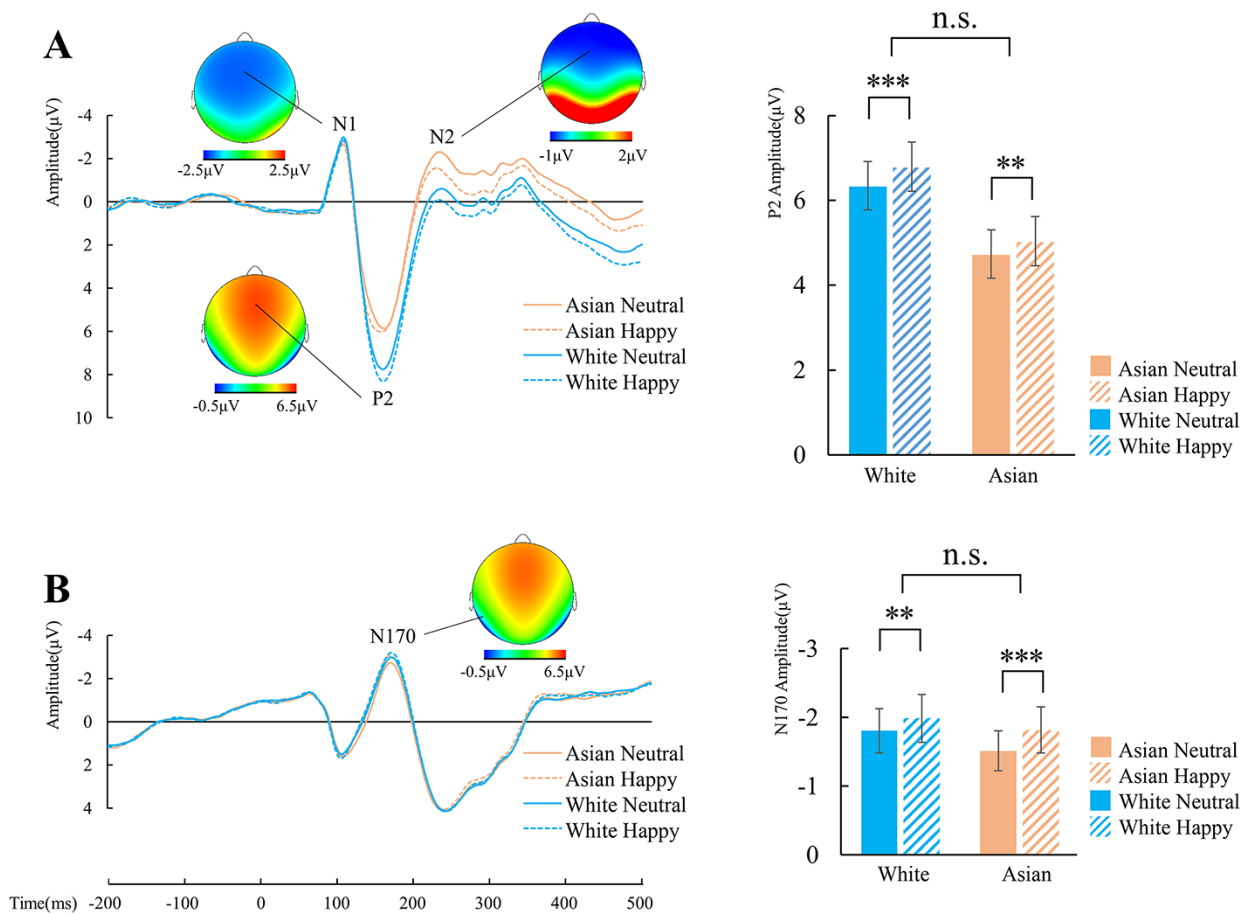 A
N1
N2
P2
Amplitude(μV)
-4
-2
0
2
4
6
8
10
-2.5μV 2.5μV
-1μV 2μV
-0.5μV 6.5μV
Asian Neutral
Asian Happy
White Neutral
White Happy
n.s.
***
**
P2 Amplitude(μV)
8
6
4
2
0
White Asian
Asian Neutral
Asian Happy
White Neutral
White Happy
B
N170
Amplitude(μV)
-4
-2
0
2
4
-0.5μV 6.5μV
Asian Neutral
Asian Happy
White Neutral
White Happy
Time(ms) -200 -100 0 100 200 300 400 500
n.s.
**
***
N170 Amplitude(μV)
-3
-2
-1
0
White Asian
Asian Neutral
Asian Happy
White Neutral
White Happy